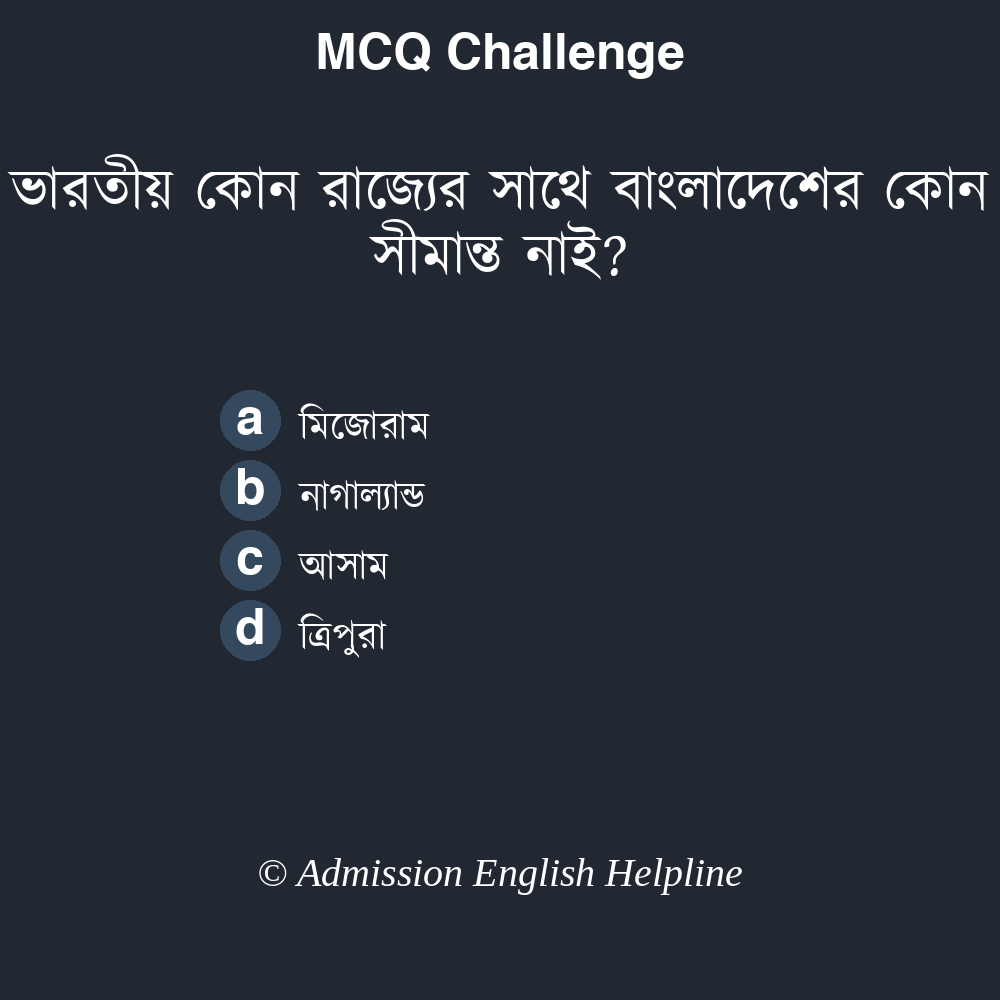 MCQ Challenge
ভারতীয় কোন রাজ্যের সাথে বাংলাদেশের কোন
সীমান্ত নাই?
a মিজোরাম
b নাগাল্যান্ড
c আসাম
d ত্রিপুরা
© Admission English Helpline